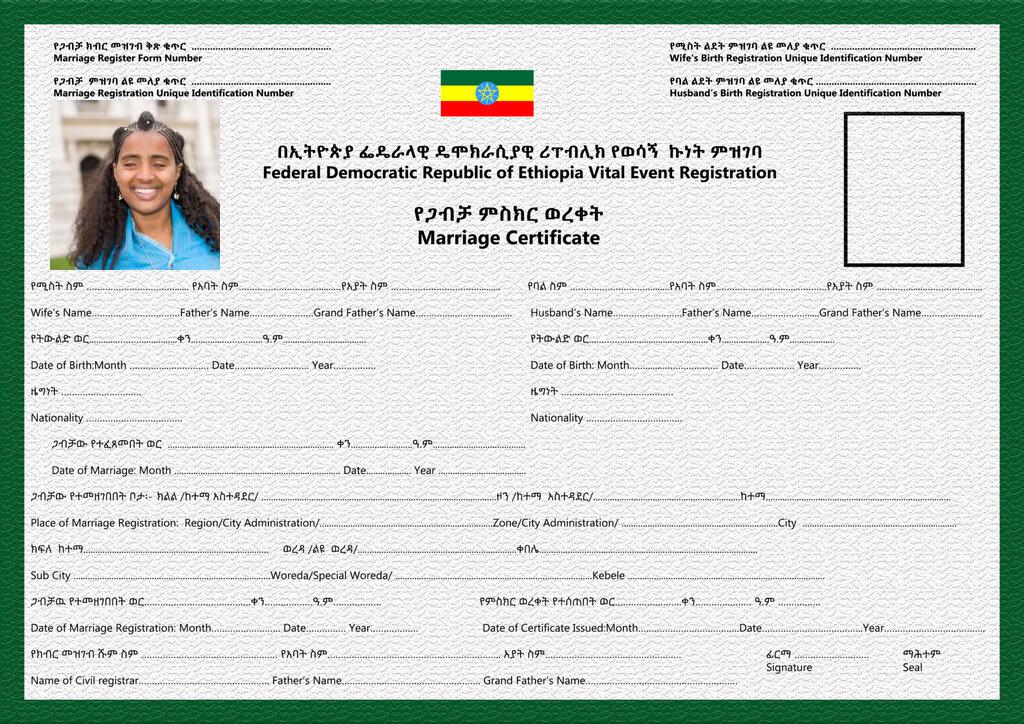 የጋብቻ ክብር መዝገብ ቅጽ ቁጥር ........................................................
Marriage Register Form Number
የጋብቻ ምዝገባ ልዩ መለያ ቁጥር ........................................................
Marriage Registration Unique Identification Number
የሚስት ልደት ምዝገባ ልዩ መለያ ቁጥር ........................................................
Wife's Birth Registration Unique Identification Number
የባል ልደት ምዝገባ ልዩ መለያ ቁጥር ........................................................
Husband's Birth Registration Unique Identification Number
በኢትዮጵያ ፌዴራላዊ ዴሞክራሲያዊ ሪፐብሊክ የወሳኝ ኩነት ምዝገባ
Federal Democratic Republic of Ethiopia Vital Event Registration
የጋብቻ ምስክር ወረቀት
Marriage Certificate
የሚስት ስም .................... የአባት ስም....................የአያት ስም .................... የባል ስም ....................የአባት ስም....................የአያት ስም ....................
Wife's Name....................Father's Name....................Grand Father's Name.................... Husband's Name....................Father's Name....................Grand Father's Name....................
የትውልድ ወር....................ቀን....................ዓ.ም.................... የትውልድ ወር....................ቀን....................ዓ.ም....................
Date of Birth:Month .................... Date.................... Year.................... Date of Birth: Month.................... Date.................... Year....................
ዜግነት .................... ዜግነት ....................
Nationality .................... Nationality ....................
ጋብቻው የተፈጸመበት ወር .................... ቀን....................ዓ.ም....................
Date of Marriage: Month .................... Date.................... Year ....................
ጋብቻው የተመዘገበበት ቦታ፦ ክልል /ከተማ አስተዳደር/ ....................ዞን /ከተማ አስተዳደር/....................ከተማ....................
Place of Marriage Registration: Region/City Administration/....................Zone/City Administration/ ....................City ....................
ክፍለ ከተማ.................... ወረዳ /ልዩ ወረዳ/....................ቀበሌ....................
Sub City ....................Woreda/Special Woreda/ ....................Kebele ....................
ጋብቻዉ የተመዘገበበት ወር....................ቀን....................ዓ.ም.................... የምስክር ወረቀት የተሰጠበት ወር....................ቀን.................... ዓ.ም ....................
Date of Marriage Registration: Month.................... Date.................... Year.................... Date of Certificate Issued:Month....................Date....................Year....................
የክብር መዝገብ ሹም ስም .................... የአባት ስም.................... አያት ስም.................... ፊርማ .................... ማሕተም
Signature Seal
Name of Civil registrar.................... Father's Name.................... Grand Father's Name....................